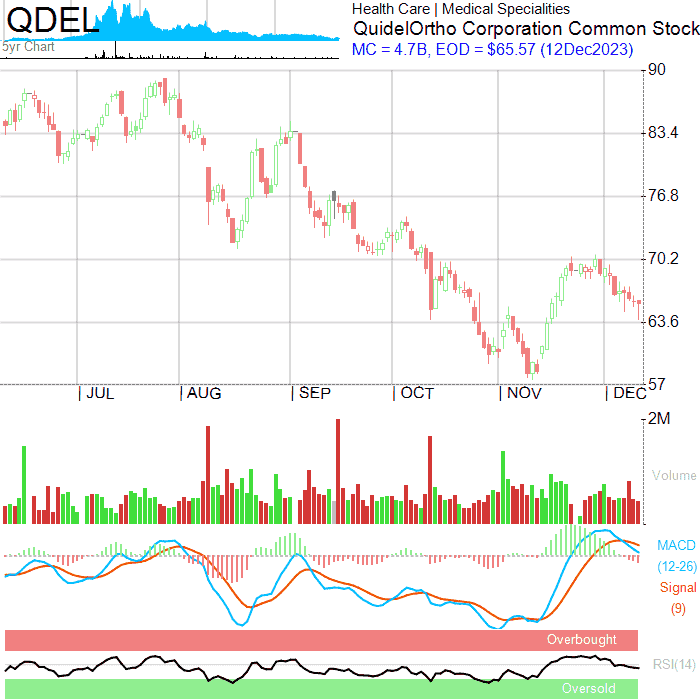 QDEL
Health Care | Medical Specialities
QuidelOrtho Corporation Common Stock
5yr Chart
MC = 4.7B, EOD = $65.57 (12Dec2023)
90
83.4
76.8
70.2
63.6
57
JUL AUG SEP OCT NOV DEC
2M
Volume
MACD
(12-26)
Signal
(9)
Overbought
RSI(14)
Oversold